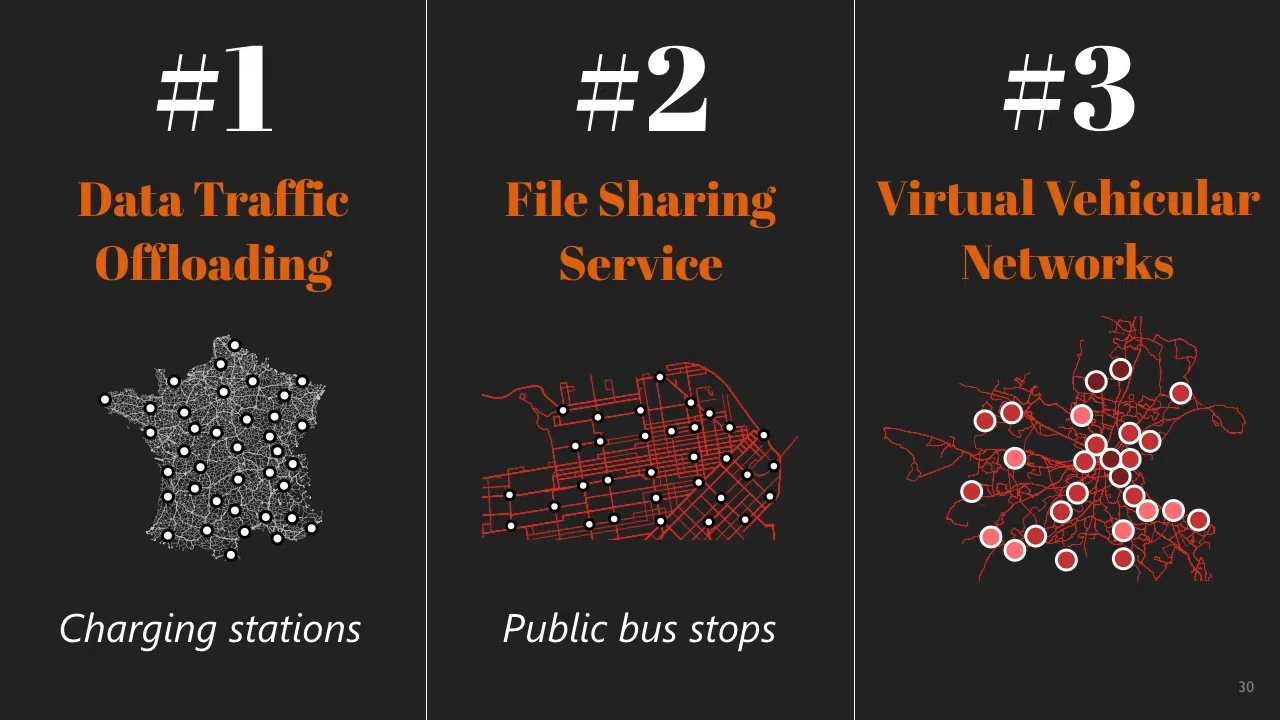 #1
Data Traffic
Offloading
Charging stations
#2
File Sharing
Service
Public bus stops
#3
Virtual Vehicular
Networks
30